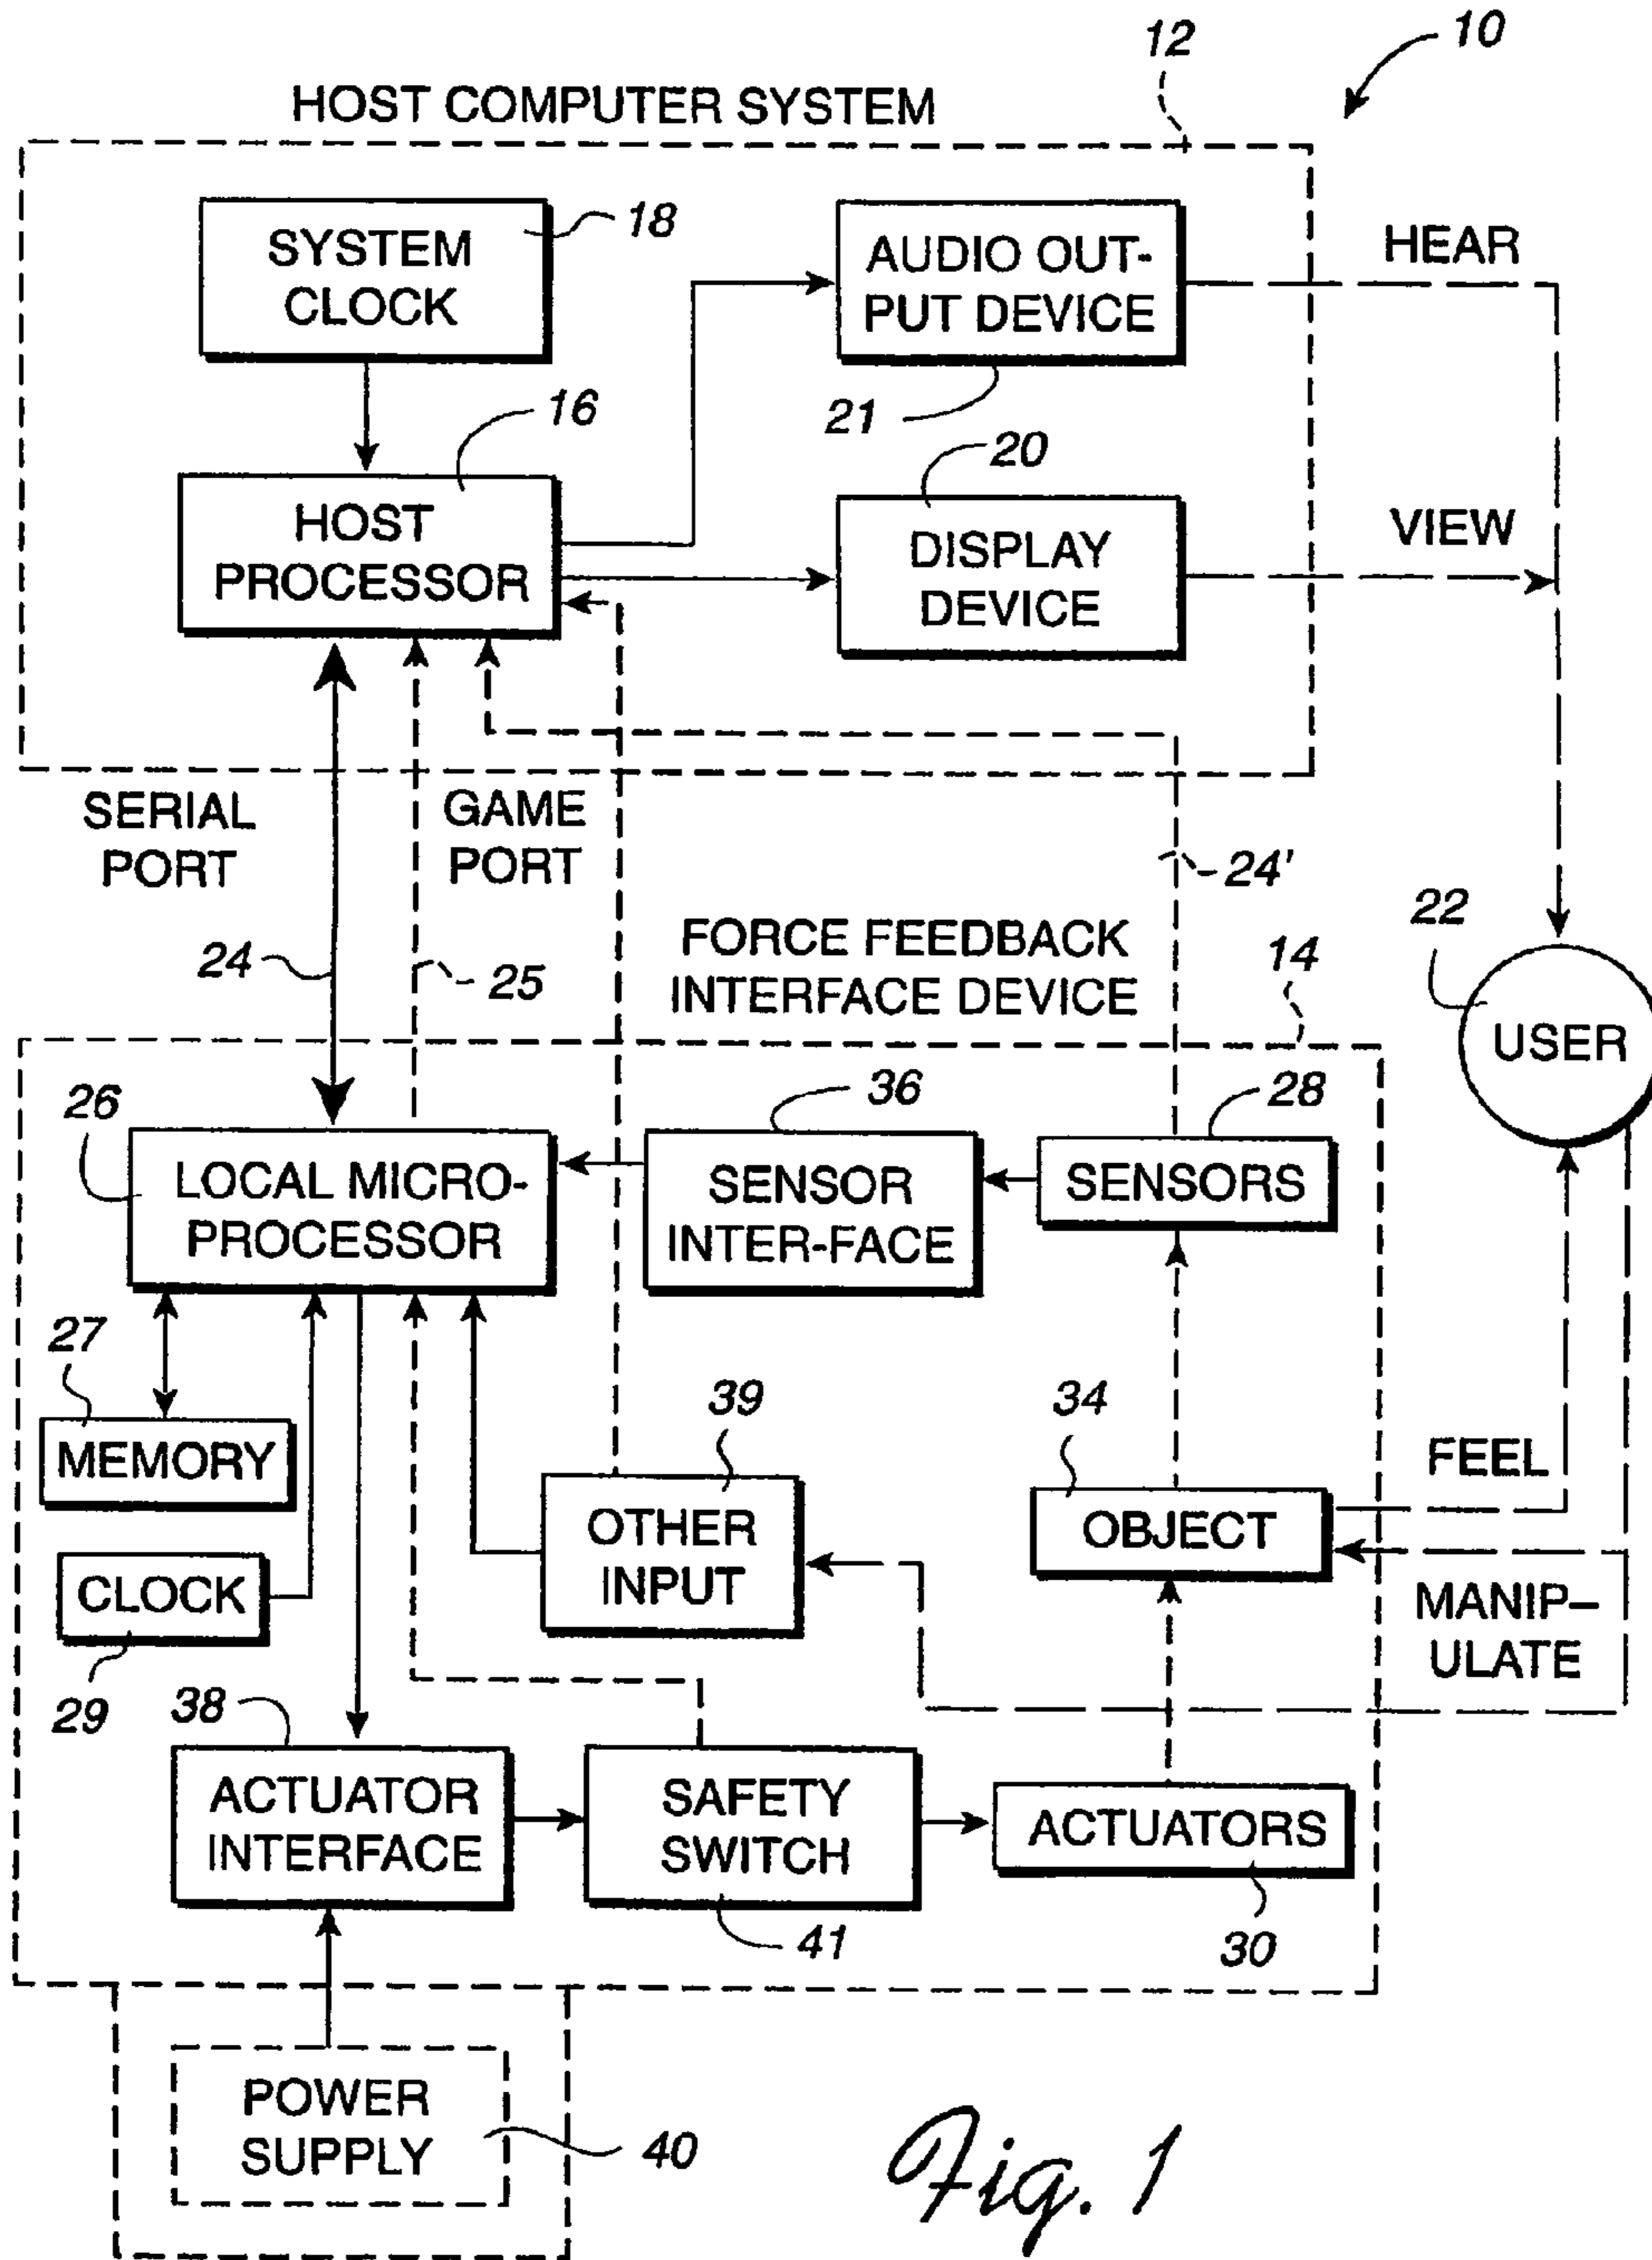 10
12
HOST COMPUTER SYSTEM
SYSTEM
CLOCK
18
AUDIO OUT-
PUT DEVICE
21
HEAR
16
HOST
PROCESSOR
20
DISPLAY
DEVICE
VIEW
SERIAL
PORT
GAME
PORT
24'
24
25
FORCE FEEDBACK
INTERFACE DEVICE
14
22
USER
26
LOCAL MICRO-
PROCESSOR
36
SENSOR
INTER-FACE
28
SENSORS
27
MEMORY
39
OTHER
INPUT
34
OBJECT
FEEL
CLOCK
29
MANIP-
ULATE
38
ACTUATOR
INTERFACE
SAFETY
SWITCH
41
ACTUATORS
30
POWER
SUPPLY
40
Fig. 1